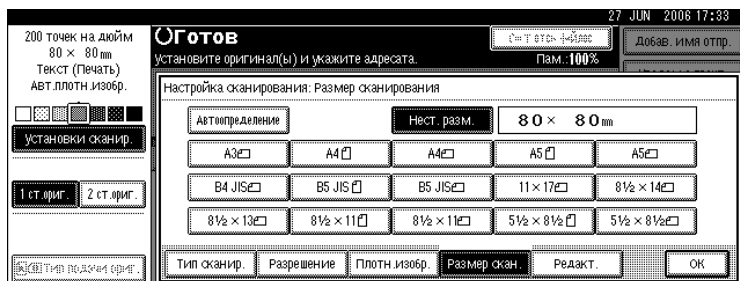 27 JUN 2006 17:33
200 точек на дюйм
80 × 80 mm
Текст (Печать)
Авт.плотн.изобр.
Установки сканир.
1 ст.ориг. 2 ст.ориг.
Готов
Установите оригинал(ы) и укажите адресата.
Пам.:100%
Добав. имя отпр.
Настройка сканирования: Размер сканирования
Автоопределение Нест. разм. 80 × 80 mm
A3 A4 A4 A5 A5
B4 JIS B5 JIS B5 JIS 11×17 8½×14
8½×13 8½×11 8½×11 5½×8½ 5½×8½
Тип сканир. Разрешение Плотн.изобр. Размер скан. Редакт. OK